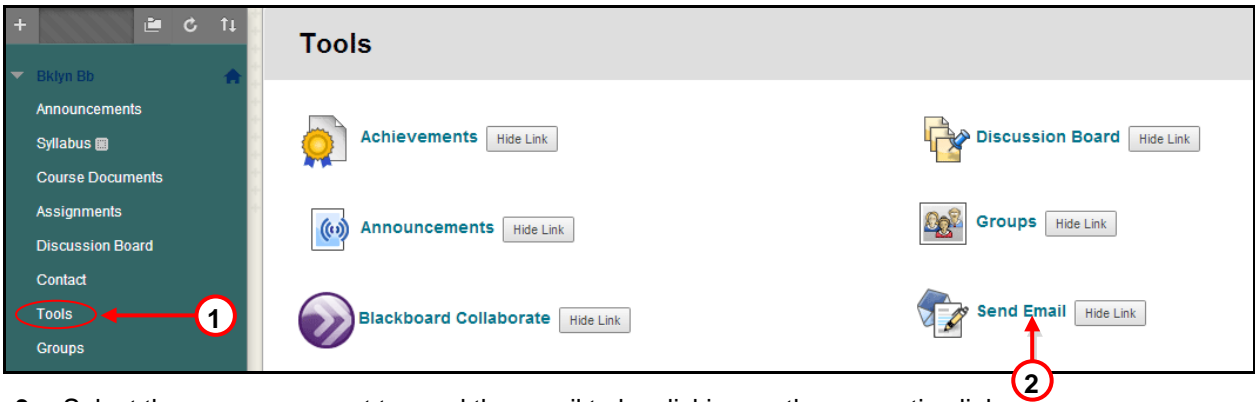 +
Tools
Bklyn Bb
Announcements
Syllabus
Course Documents
Assignments
Discussion Board
Contact
Tools
Groups
1
Achievements Hide Link
Discussion Board Hide Link
Announcements Hide Link
Groups Hide Link
Blackboard Collaborate Hide Link
Send Email Hide Link
2